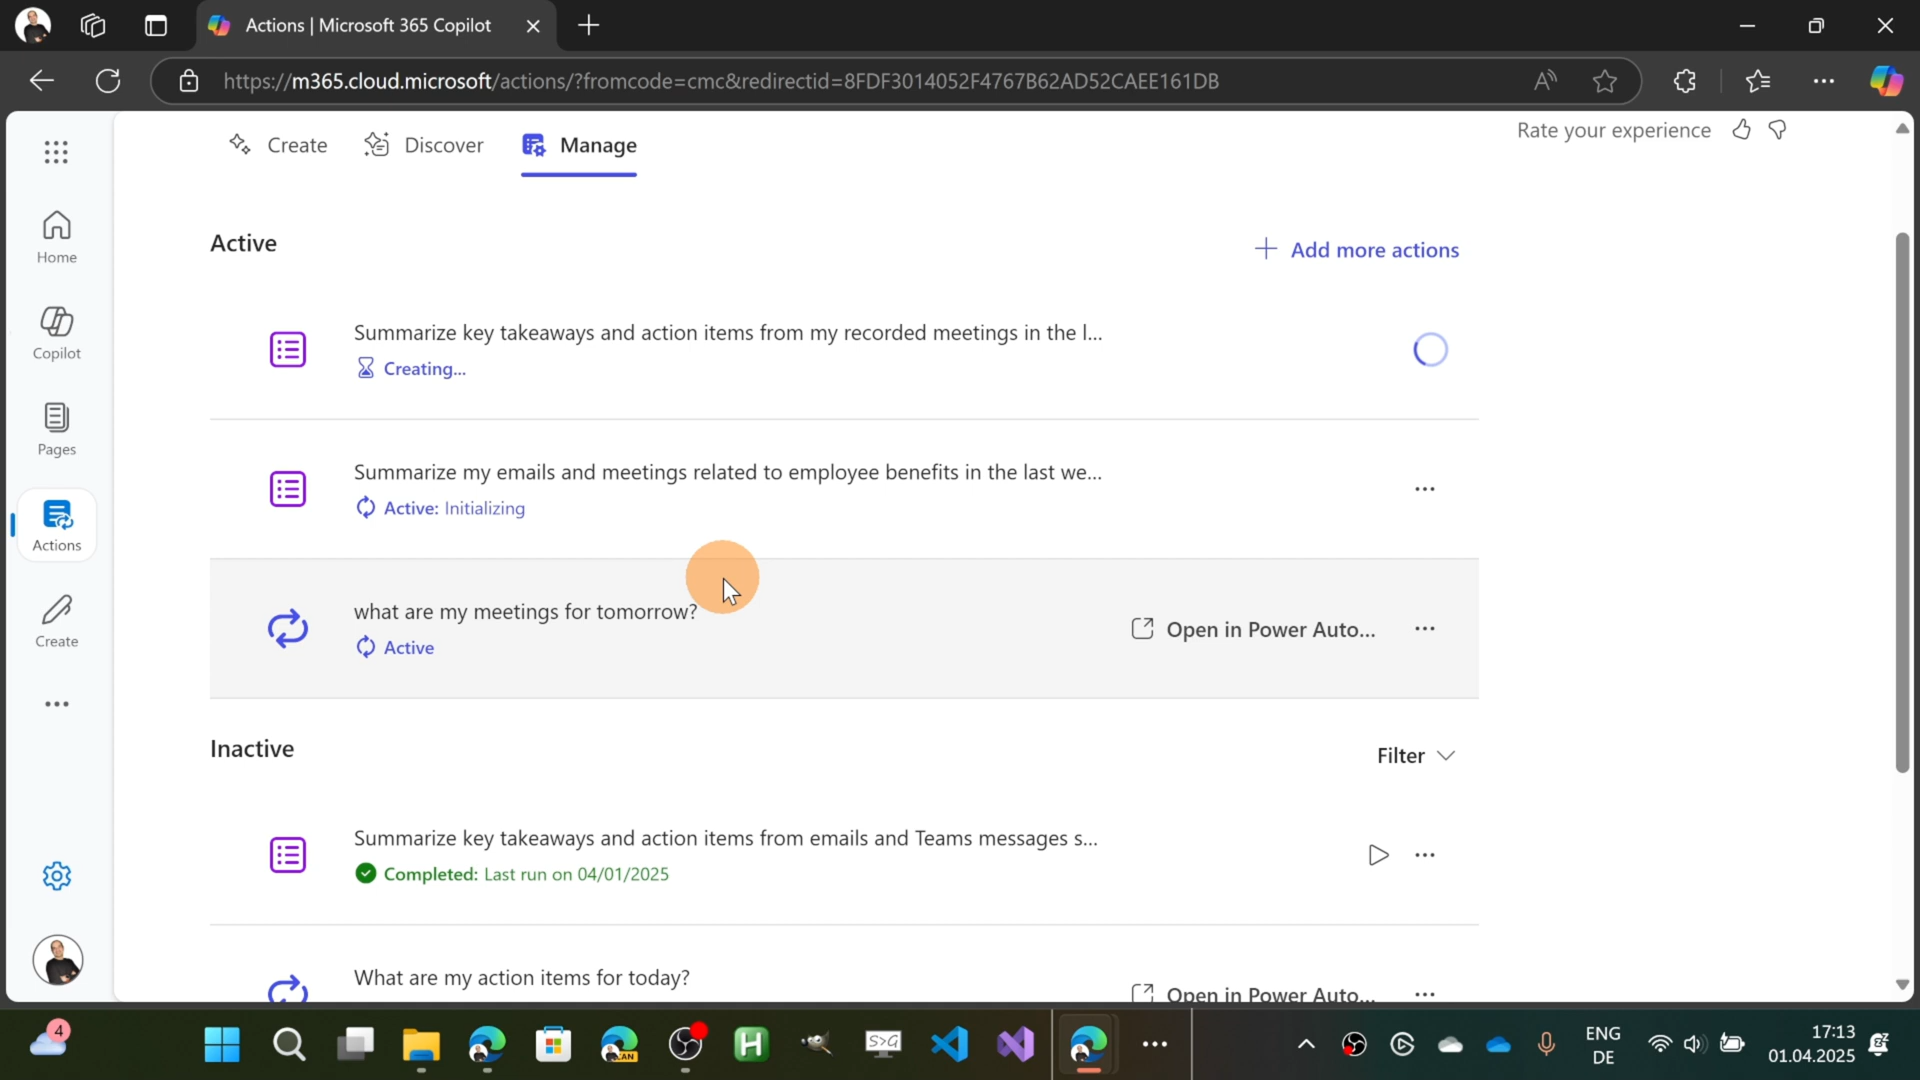 Actions | Microsoft 365 Copilot
https://m365.cloud.microsoft/actions/?fromcode=cmc&redirectid=8FDF3014052F4767B62AD52CAEE161DB
Create
Discover
Manage
Rate your experience
Home
Copilot
Pages
Actions
Create
Active
Add more actions
Summarize key takeaways and action items from my recorded meetings in the l...
Creating...
Summarize my emails and meetings related to employee benefits in the last we...
Active: Initializing
what are my meetings for tomorrow?
Active
Open in Power Auto...
Inactive
Filter
Summarize key takeaways and action items from emails and Teams messages s...
Completed: Last run on 04/01/2025
What are my action items for today?
Open in Power Auto...
4
CAN
H
S>G
ENG
DE
17:13
01.04.2025